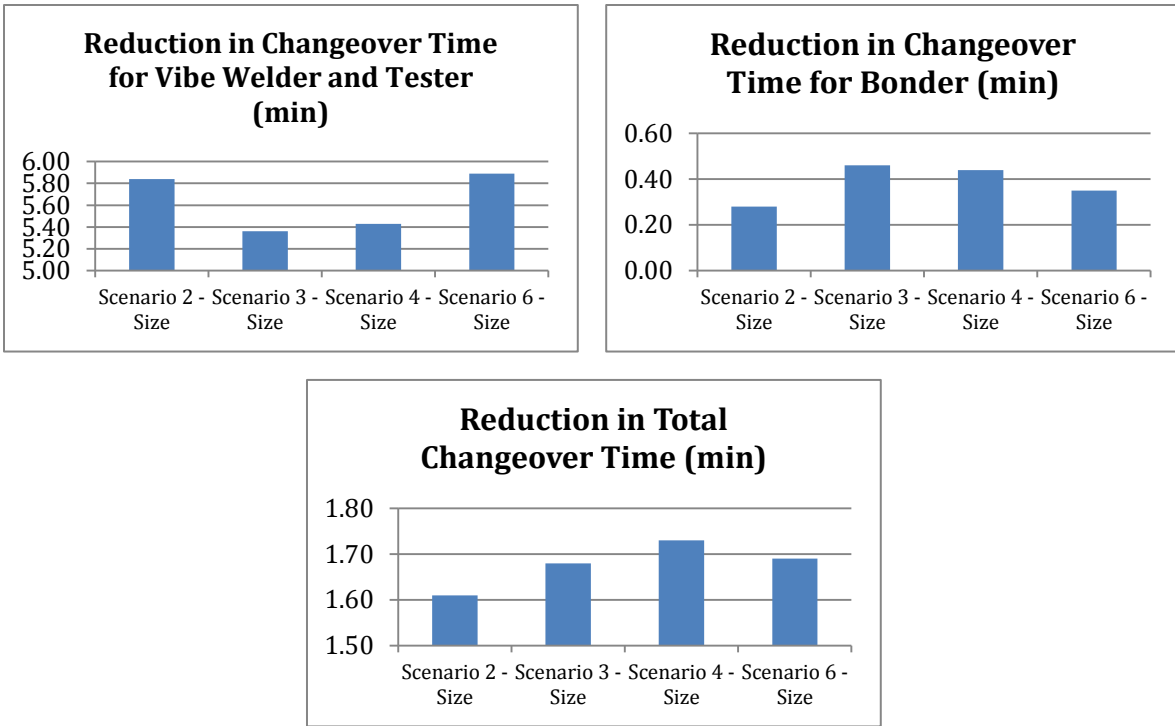 Reduction in Changeover Time
for Vibe Welder and Tester
(min)
6.00
5.80
5.60
5.40
5.20
5.00
Scenario 2 - Scenario 3 - Scenario 4 - Scenario 6 -
Size Size Size Size
Reduction in Changeover
Time for Bonder (min)
0.60
0.40
0.20
0.00
Scenario 2 - Scenario 3 - Scenario 4 - Scenario 6 -
Size Size Size Size
Reduction in Total
Changeover Time (min)
1.80
1.70
1.60
1.50
Scenario 2 - Scenario 3 - Scenario 4 - Scenario 6 -
Size Size Size Size